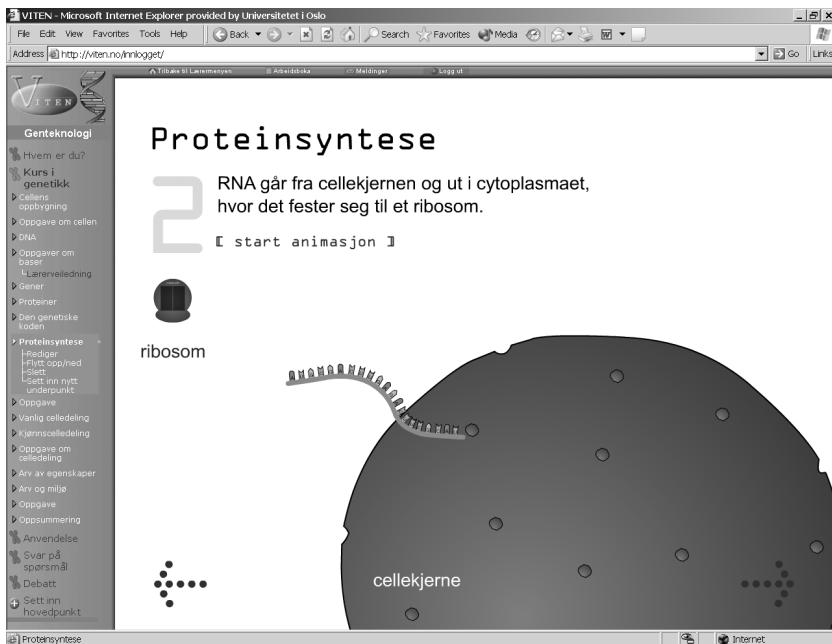 VITEN - Microsoft Internet Explorer provided by Universitetet i Oslo
File Edit View Favorites Tools Help Back Search Favorites Media
Address http://viten.no/innlogget/ Go Links
Tilbake til Lærermenyen Arbeidsboka Meldinger Logg ut
VITEN
Genteknologi
Hvem er du?
Kurs i
genetikk
Cellens
oppbygning
Oppgave om cellen
DNA
Oppgaver om
baser
Lærerveiledning
Gener
Proteiner
Den genetiske
koden
Proteinsyntese
Rediger
Flytt opp/ned
Slett
Sett inn nytt
underpunkt
Oppgave
Vanlig celledeling
Kjønnscelledeling
Oppgave om
celledeling
Arv av egenskaper
Arv og miljø
Oppgave
Oppsummering
Anvendelse
Svar på
spørsmål
Debatt
Sett inn
hovedpunkt
Proteinsyntese
2
RNA går fra cellekjernen og ut i cytoplasmaet,
hvor det fester seg til et ribosom.
[ start animasjon ]
ribosom
cellekjerne
Proteinsyntese Internet